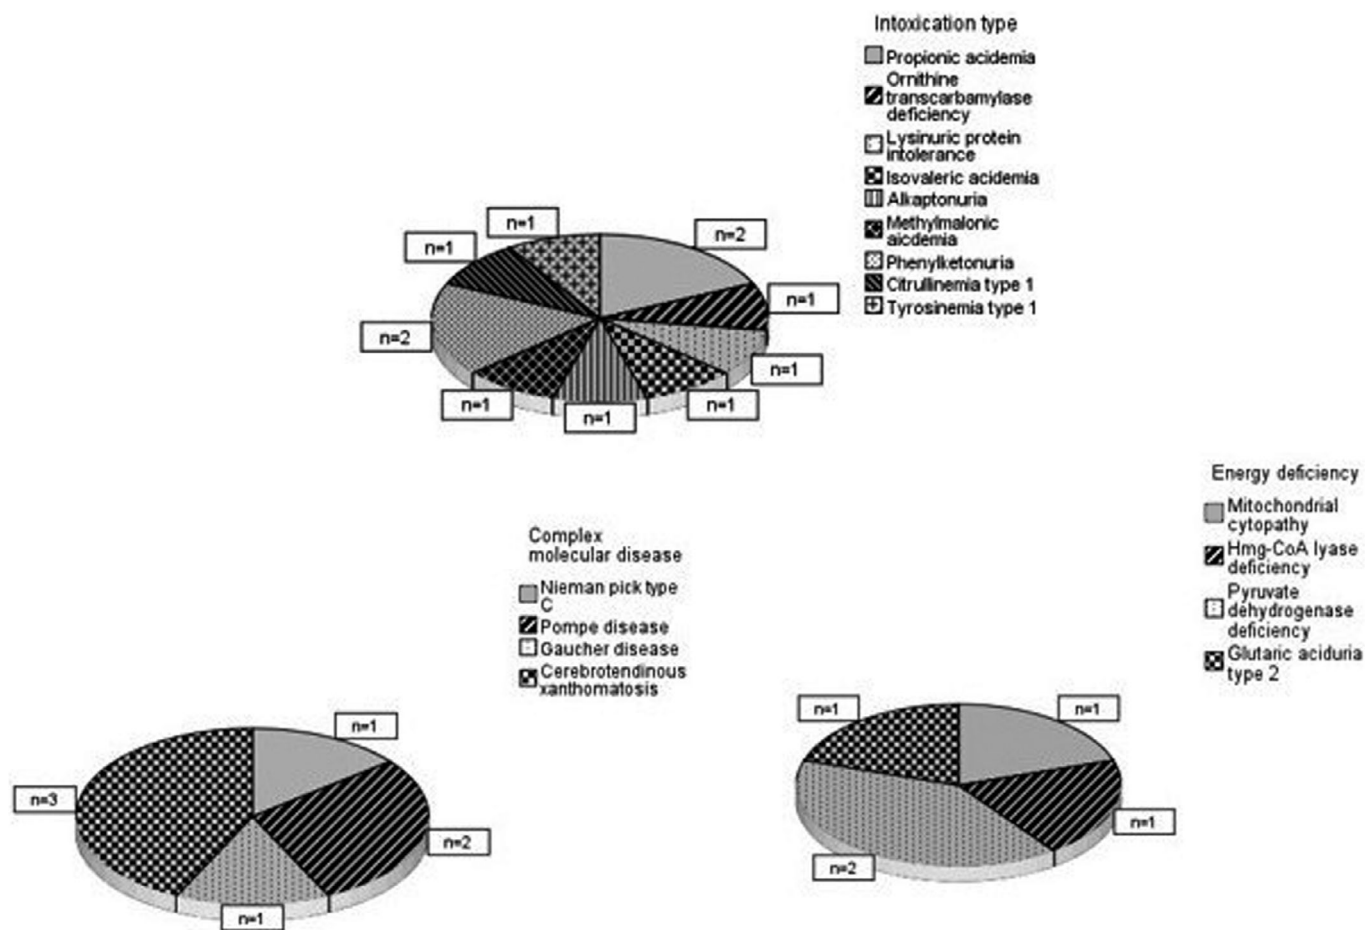 Intoxication type
Propionic acidemia
Ornithine
transcarbamylase
deficiency
Lysinuric protein
intolerance
Isovaleric acidemia
Alkaptonuria
Methylmalonic
aicdemia
Phenylketonuria
Citrullinemia type 1
Tyrosinemia type 1
n=1
n=2
n=1
n=1
n=2
n=1
n=1
n=1
n=1
Energy deficiency
Mitochondrial
cytopathy
Hmg-CoA lyase
deficiency
Pyruvate
dehydrogenase
deficiency
Glutaric aciduria
type 2
Complex
molecular disease
Nieman pick type
C
Pompe disease
Gaucher disease
Cerebrotendinous
xanthomatosis
n=1
n=3
n=2
n=1
n=1
n=1
n=1
n=2